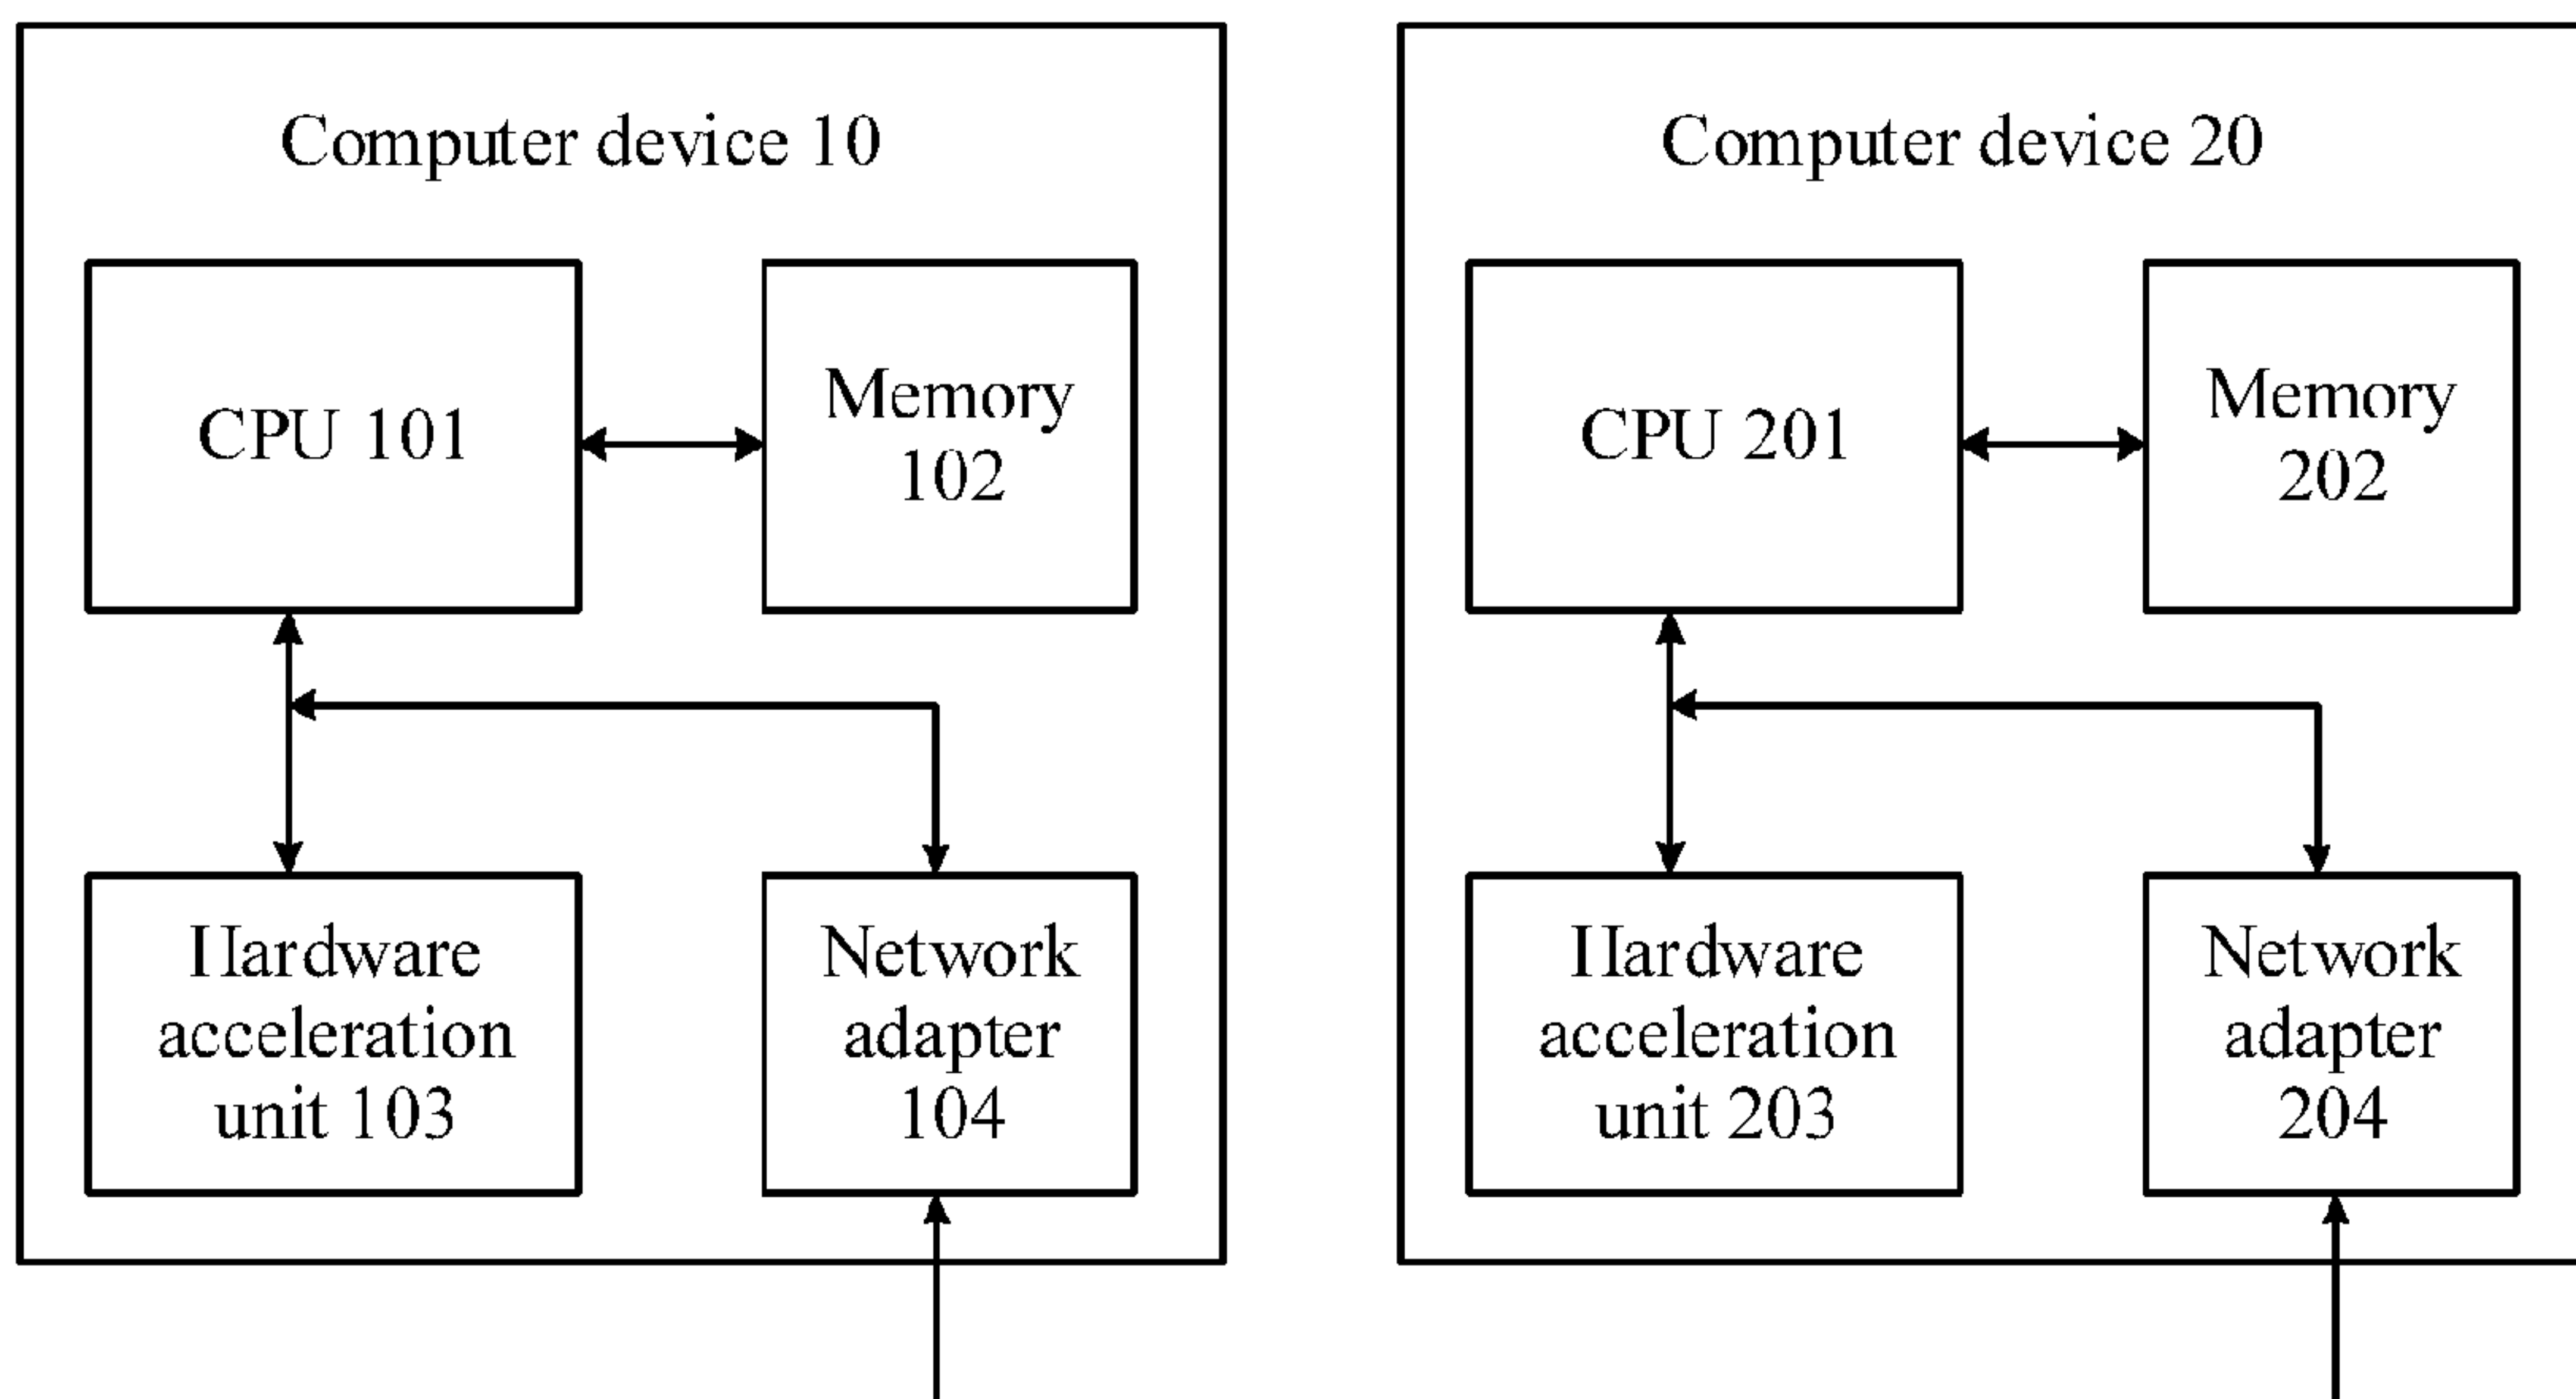 Computer device 10
CPU 101
Memory
102
Hardware
acceleration
unit 103
Network
adapter
104
Computer device 20
CPU 201
Memory
202
Hardware
acceleration
unit 203
Network
adapter
204